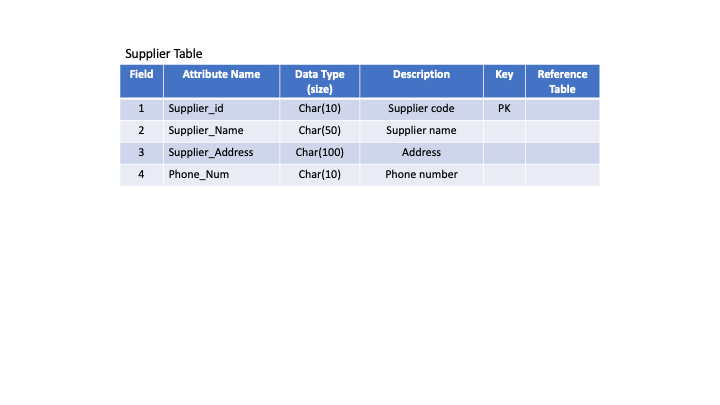 Supplier Table
Field Attribute Name Data Type (size) Description Key Reference Table
1 Supplier_id Char(10) Supplier code PK
2 Supplier_Name Char(50) Supplier name
3 Supplier_Address Char(100) Address
4 Phone_Num Char(10) Phone number